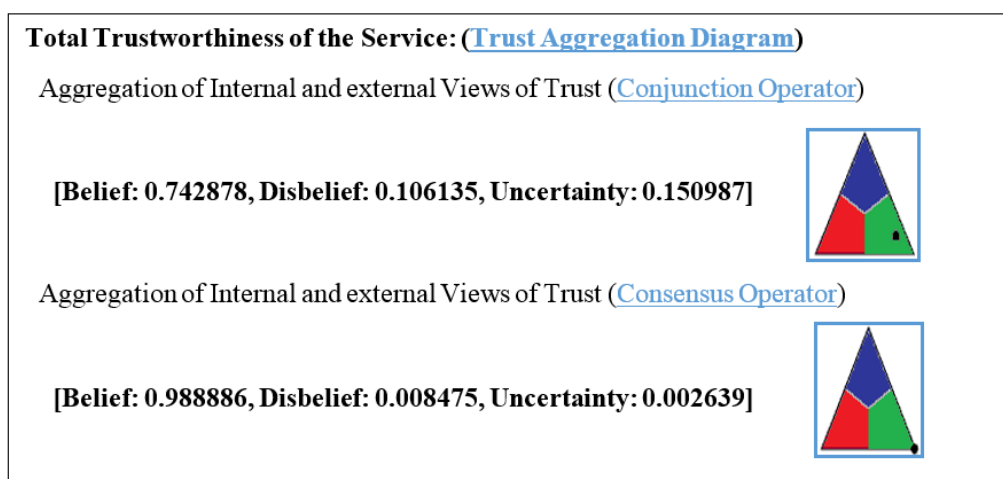 Total Trustworthiness of the Service: (Trust Aggregation Diagram)
Aggregation of Internal and external Views of Trust (Conjunction Operator)
[Belief: 0.742878, Disbelief: 0.106135, Uncertainty: 0.150987]
Aggregation of Internal and external Views of Trust (Consensus Operator)
[Belief: 0.988886, Disbelief: 0.008475, Uncertainty: 0.002639]